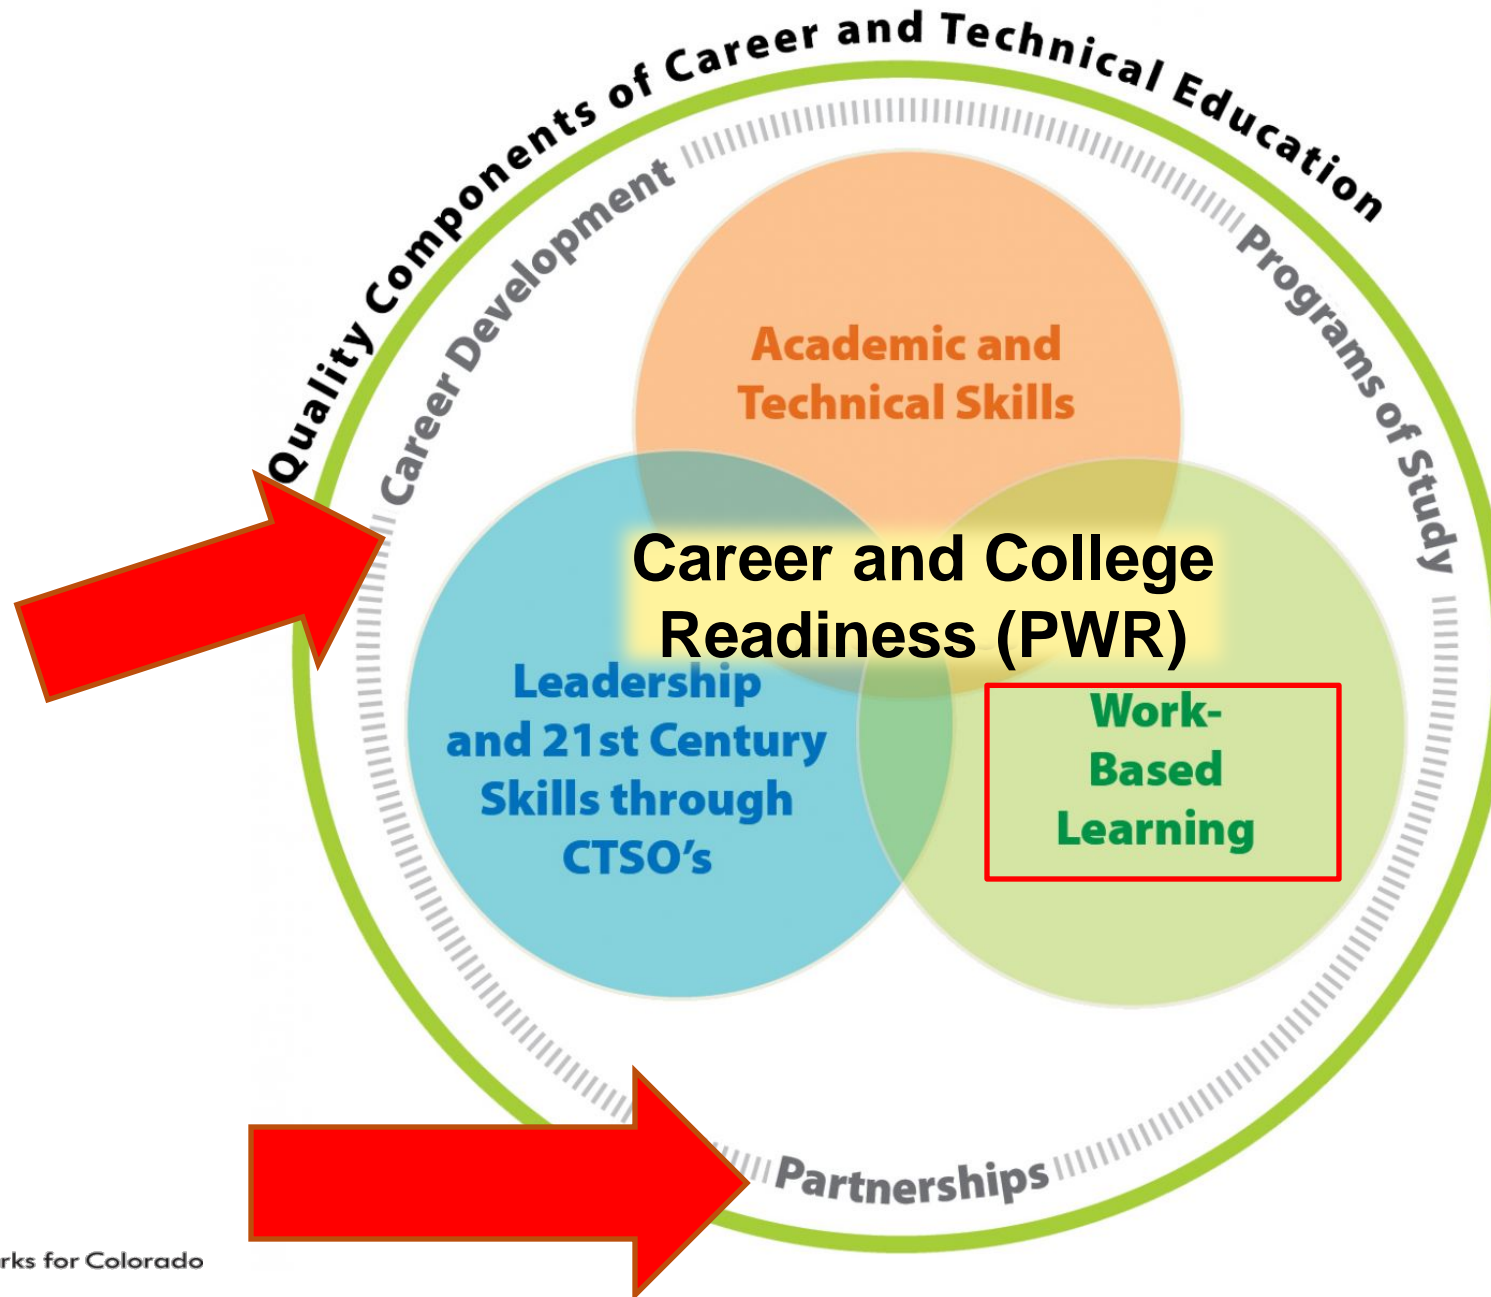 Quality Components of Career and Technical Education
Career Development
Programs of Study
Academic and
Technical Skills
Career and College
Readiness (PWR)
Leadership
and 21st Century
Skills through
CTSO's
Work-
Based
Learning
Partnerships
rks for Colorado